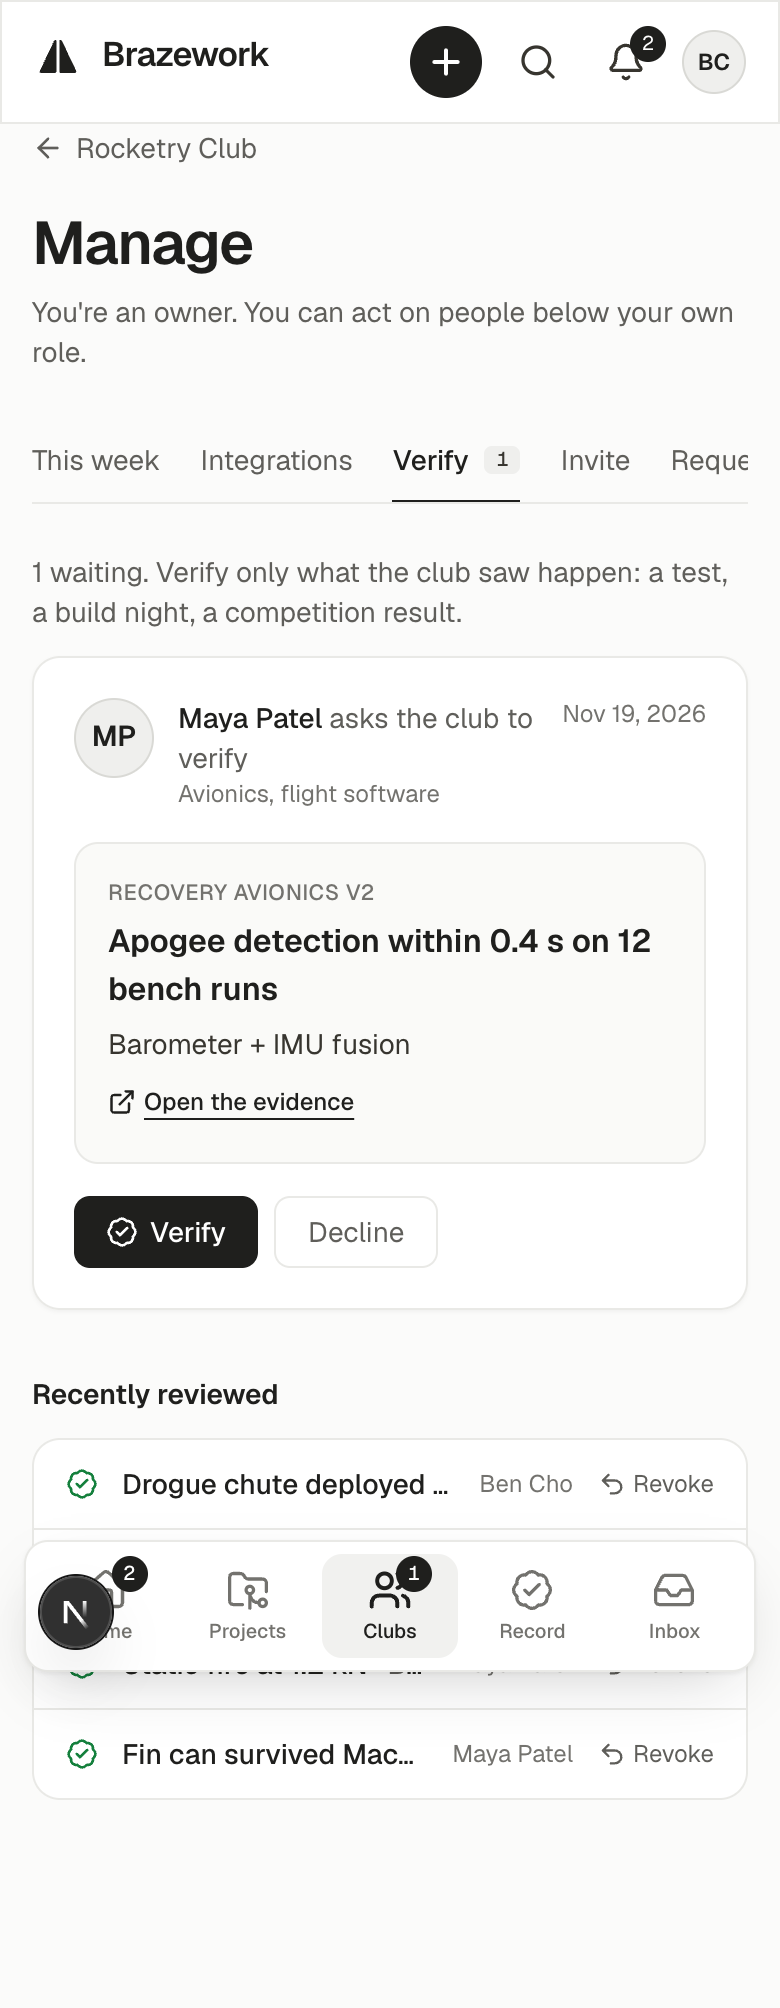 Brazework
2
BC
Rocketry Club
Manage
You're an owner. You can act on people below your own
role.
This week
Integrations
Verify 1
Invite
Reque
1 waiting. Verify only what the club saw happen: a test,
a build night, a competition result.
MP
Maya Patel asks the club to
verify
Nov 19, 2026
Avionics, flight software
RECOVERY AVIONICS V2
Apogee detection within 0.4 s on 12
bench runs
Barometer + IMU fusion
Open the evidence
Verify
Decline
Recently reviewed
Drogue chute deployed ...
Ben Cho
Revoke
2
1
N
me
Projects
Clubs
Record
Inbox
Fin can survived Mac...
Maya Patel
Revoke